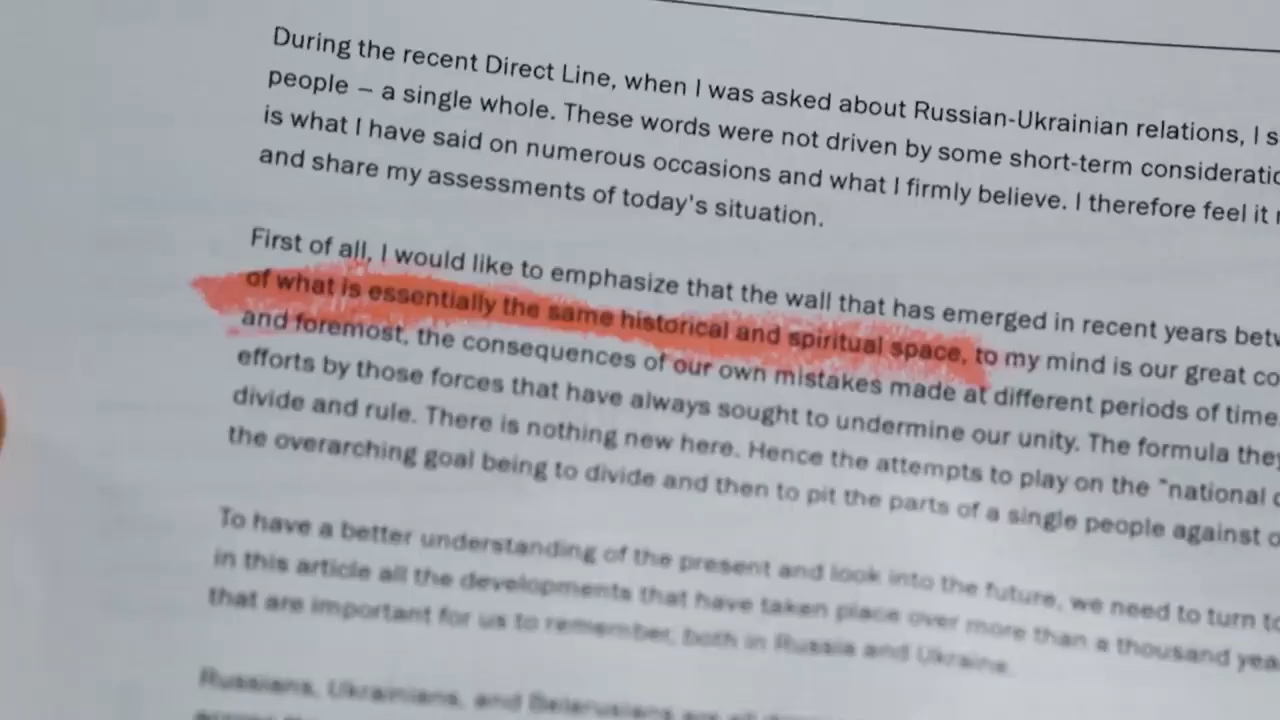 During the recent Direct Line, when I was asked about Russian-Ukrainian relations, I s
people – a single whole. These words were not driven by some short-term consideratio
is what I have said on numerous occasions and what I firmly believe. I therefore feel it
and share my assessments of today's situation.
First of all, I would like to emphasize that the wall that has emerged in recent years betw
of what is essentially the same historical and spiritual space, to my mind is our great co
and foremost, the consequences of our own mistakes made at different periods of time.
efforts by those forces that have always sought to undermine our unity. The formula they
divide and rule. There is nothing new here. Hence the attempts to play on the "national
the overarching goal being to divide and then to pit the parts of a single people against
To have a better understanding of the present and look into the future, we need to turn to
in this article all the developments that have taken place over more than a thousand yea
that are important for us to remember, both in Russia and Ukraine.
Russians, Ukrainians, and Belarusians are all